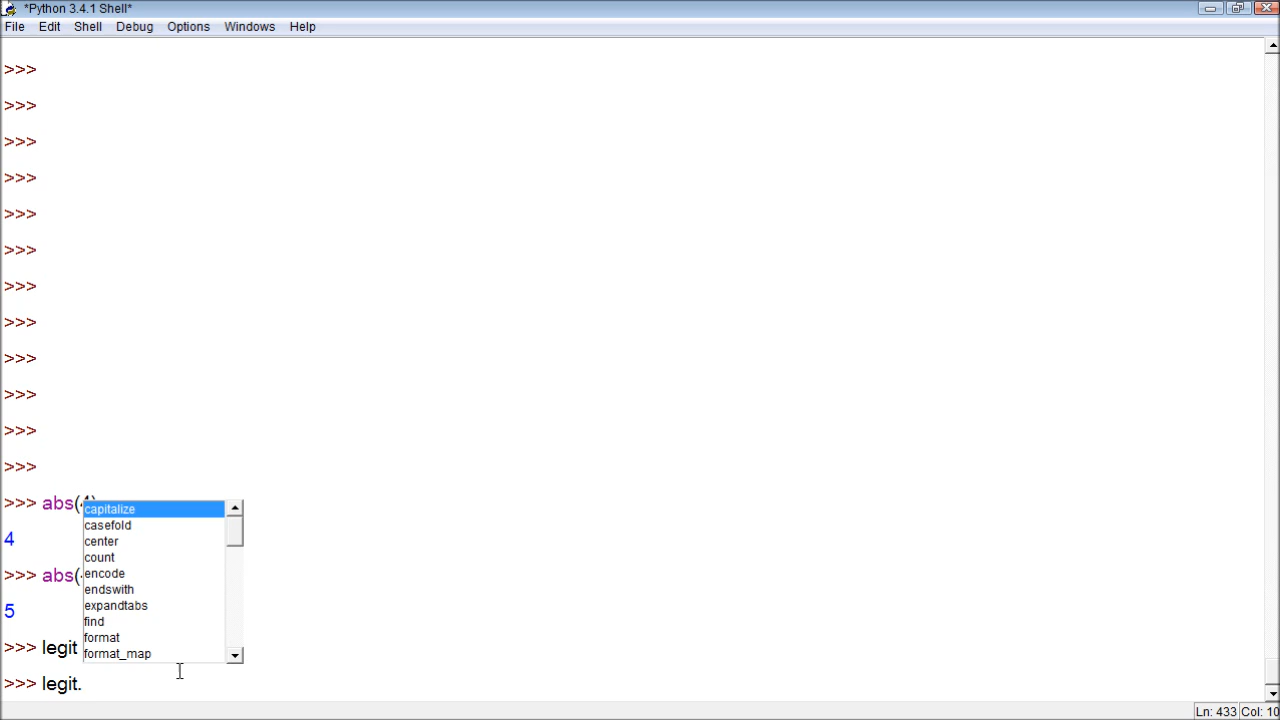 *Python 3.4.1 Shell*
File Edit Shell Debug Options Windows Help
>>>
>>>
>>>
>>>
>>>
>>>
>>>
>>>
>>>
>>>
>>>
>>>
>>> abs(4)
4
>>> abs(
5
>>> legit
>>> legit.
capitalize
casefold
center
count
encode
endswith
expandtabs
find
format
format_map
Ln: 433 Col: 10